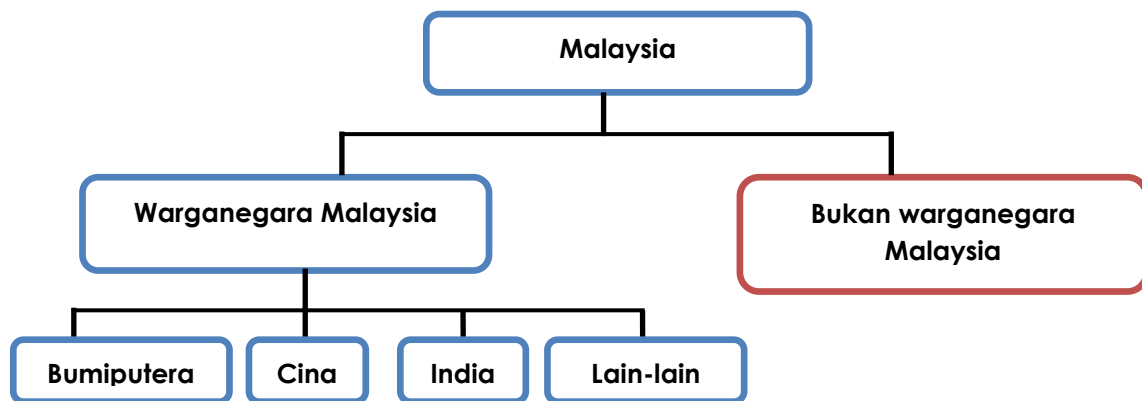 Malaysia
Warganegara Malaysia
Bukan warganegara
Malaysia
Bumiputera
Cina
India
Lain-lain